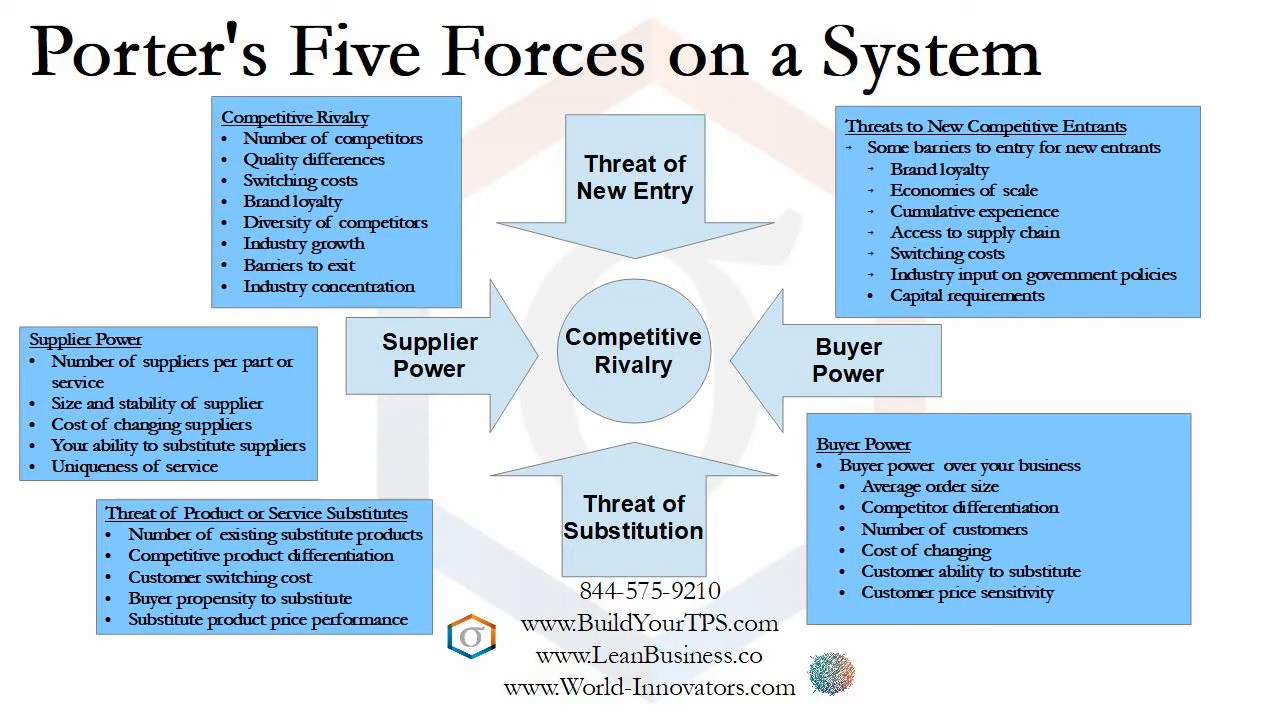 Porter's Five Forces on a System
Competitive Rivalry
• Number of competitors
• Quality differences
• Switching costs
• Brand loyalty
• Diversity of competitors
• Industry growth
• Barriers to exit
• Industry concentration
Threat of
New Entry
Threats to New Competitive Entrants
→ Some barriers to entry for new entrants
→ Brand loyalty
→ Economies of scale
→ Cumulative experience
→ Access to supply chain
→ Switching costs
→ Industry input on government policies
• Capital requirements
Supplier Power
• Number of suppliers per part or
service
• Size and stability of supplier
• Cost of changing suppliers
• Your ability to substitute suppliers
• Uniqueness of service
Supplier
Power
Competitive
Rivalry
Buyer
Power
Buyer Power
• Buyer power over your business
• Average order size
• Competitor differentiation
• Number of customers
• Cost of changing
• Customer ability to substitute
• Customer price sensitivity
Threat of Product or Service Substitutes
• Number of existing substitute products
• Competitive product differentiation
• Customer switching cost
• Buyer propensity to substitute
• Substitute product price performance
Threat of
Substitution
844-575-9210
www.BuildYourTPS.com
www.LeanBusiness.co
www.World-Innovators.com
σ